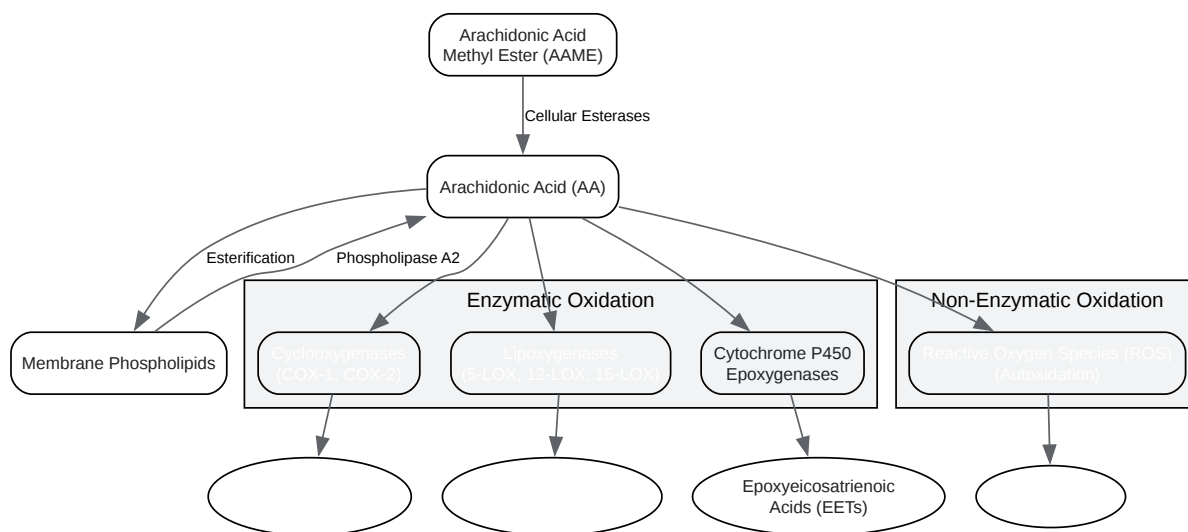 Arachidonic Acid
Methyl Ester (AAME)
Cellular Esterases
Arachidonic Acid (AA)
Esterification
Phospholipase A2
Enzymatic Oxidation
Non-Enzymatic Oxidation
Membrane Phospholipids
Cyclooxygenases
(COX-1, COX-2)
Lipoxygenases
(5-LOX, 12-LOX, 15-LOX)
Cytochrome P450
Epoxygenases
Reactive Oxygen Species (ROS)
(Autoxidation)
Epoxyeicosatrienoic
Acids (EETs)